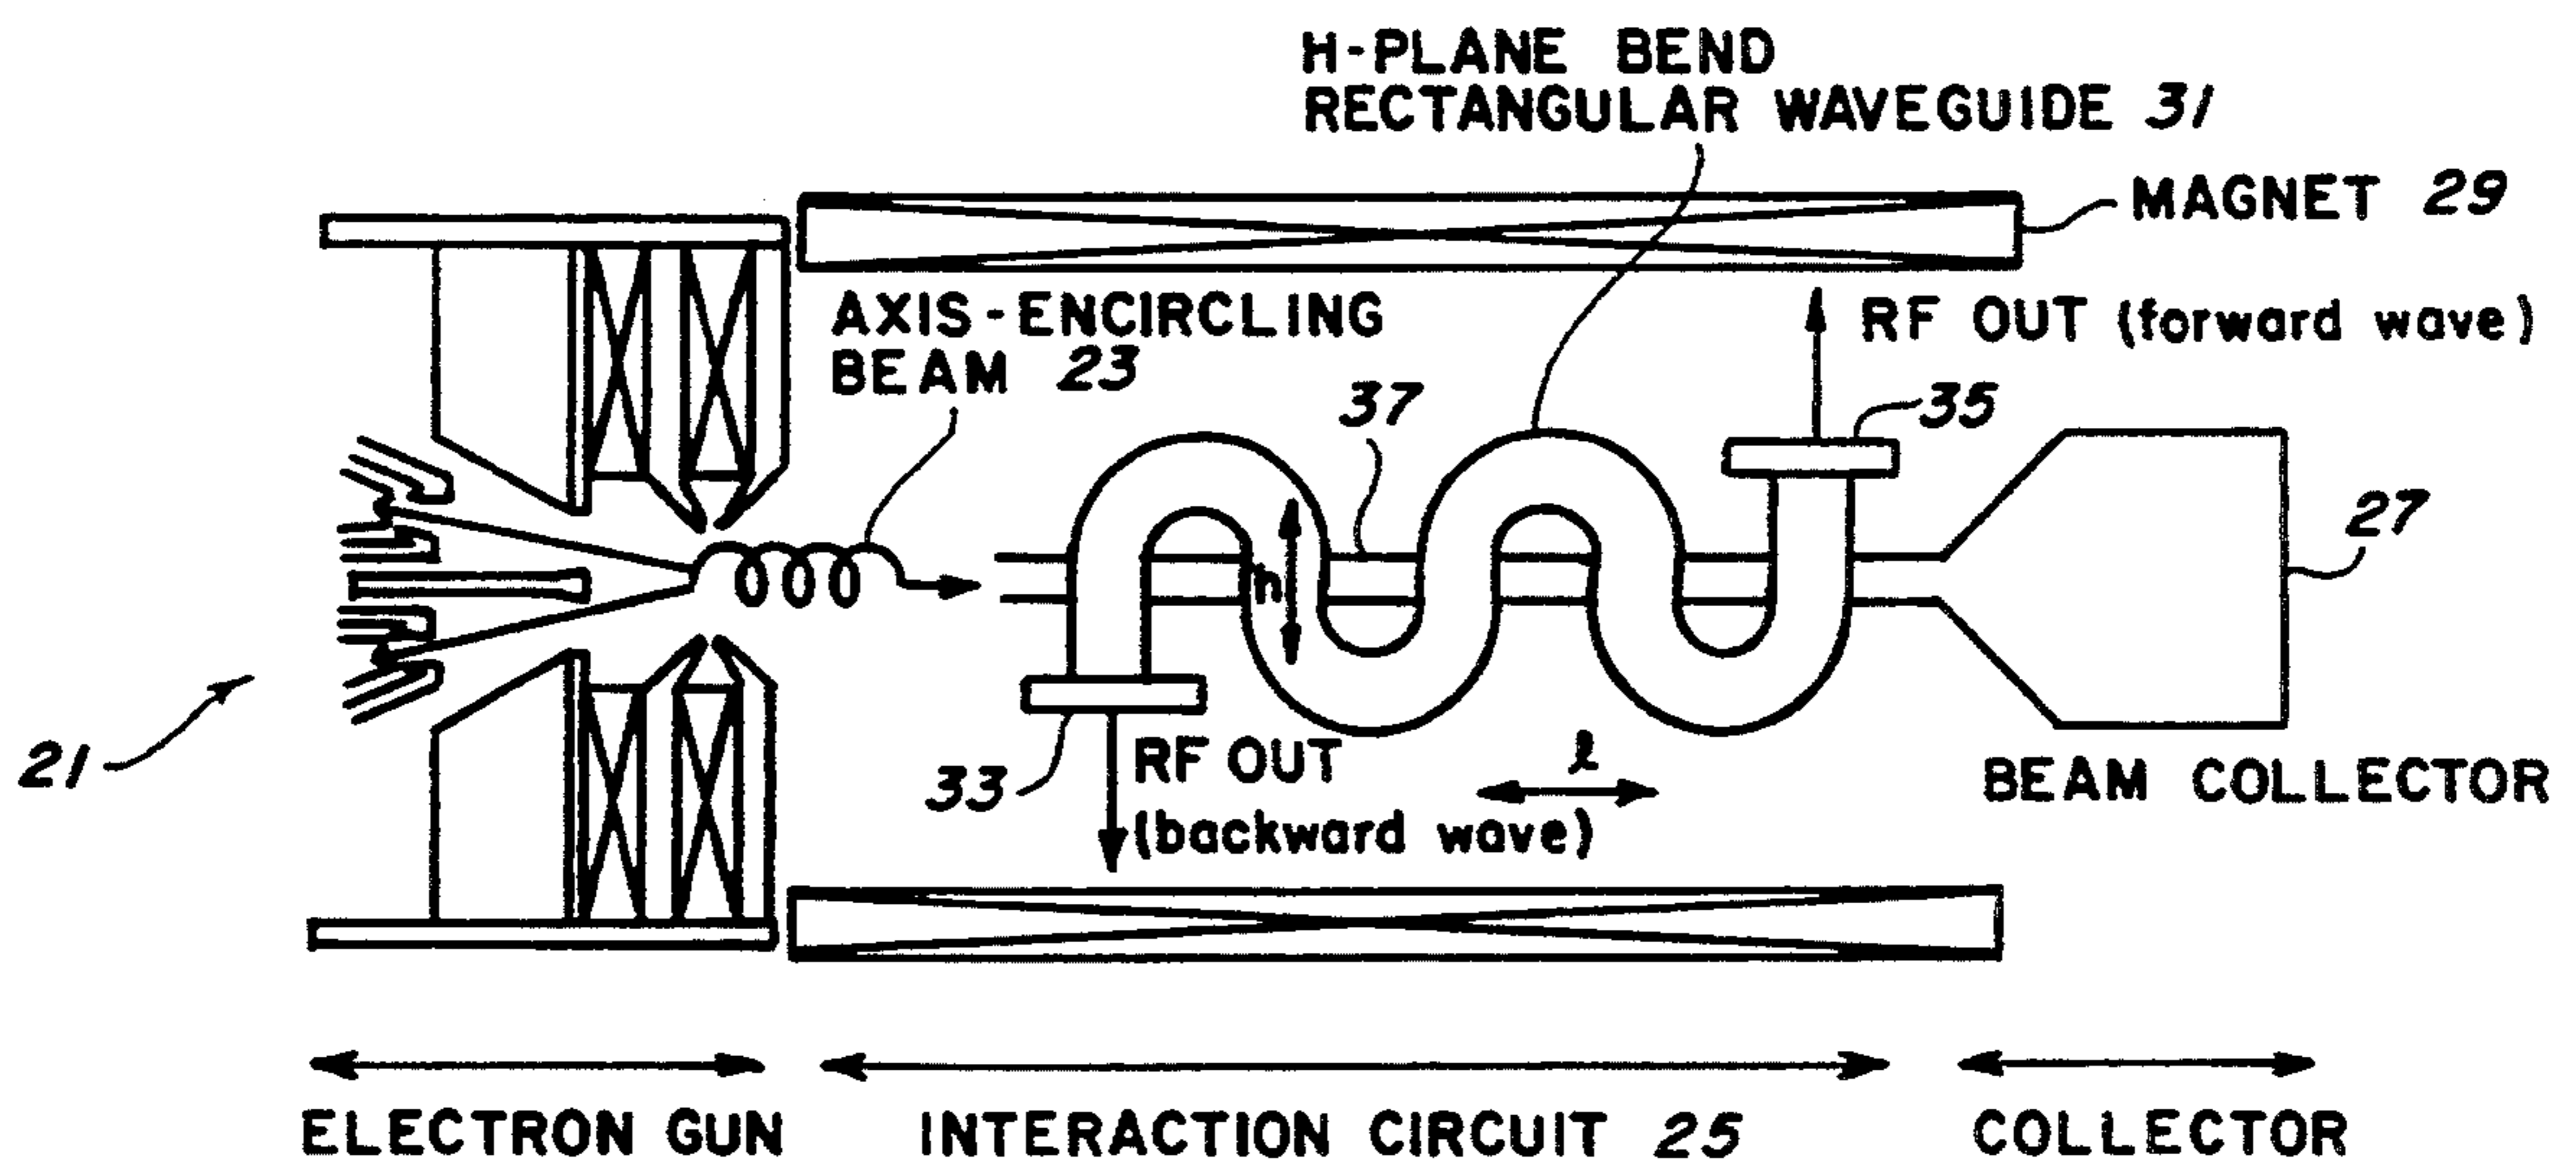 H-PLANE BEND
RECTANGULAR WAVEGUIDE 31
MAGNET 29
AXIS-ENCIRCLING
BEAM 23
RF OUT (forward wave)
37
35
27
h
21
33
RF OUT
(backward wave)
ℓ
BEAM COLLECTOR
ELECTRON GUN
INTERACTION CIRCUIT 25
COLLECTOR